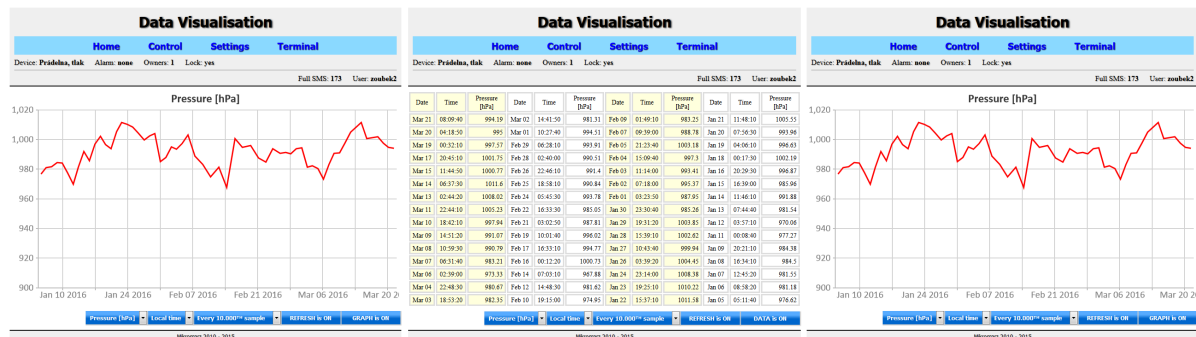 Data Visualisation
Home Control Settings Terminal
Device: Prádelna, tlak Alarm: none Owners: 1 Lock: yes
Full SMS: 173 User: zoubek2
Pressure [hPa]
1,020
1,000
980
960
940
920
900
Jan 10 2016 Jan 24 2016 Feb 07 2016 Feb 21 2016 Mar 06 2016 Mar 20 2
Pressure [hPa] Local time Every 10.000ᵀᴴ sample REFRESH is ON GRAPH is ON
Mikromarz 2010 - 2015
Data Visualisation
Home Control Settings Terminal
Device: Prádelna, tlak Alarm: none Owners: 1 Lock: yes
Full SMS: 173 User: zoubek2
Date Time Pressure [hPa] Date Time Pressure [hPa] Date Time Pressure [hPa] Date Time Pressure [hPa]
Mar 21 08:09:40 994.19 Mar 02 14:41:50 981.31 Feb 09 01:49:10 983.25 Jan 21 11:48:10 1005.55
Mar 20 04:18:50 995 Mar 01 10:27:40 994.51 Feb 07 09:39:00 988.78 Jan 20 07:56:30 993.96
Mar 19 00:32:10 997.57 Feb 29 06:28:10 993.91 Feb 05 21:23:40 1003.18 Jan 19 04:06:10 996.63
Mar 17 20:45:10 1001.75 Feb 28 02:40:00 990.51 Feb 04 15:09:40 997.3 Jan 18 00:17:30 1002.19
Mar 15 11:44:50 1000.77 Feb 26 22:46:10 991.4 Feb 03 11:14:00 993.41 Jan 16 20:29:30 996.87
Mar 14 06:37:30 1011.6 Feb 25 18:58:10 990.84 Feb 02 07:18:00 995.37 Jan 15 16:39:00 985.96
Mar 13 02:44:20 1008.02 Feb 24 05:45:30 993.78 Feb 01 03:23:50 987.95 Jan 14 11:46:10 991.88
Mar 11 22:44:10 1005.23 Feb 22 16:33:30 985.05 Jan 30 23:30:40 985.26 Jan 13 07:44:40 981.54
Mar 10 18:42:10 997.94 Feb 21 03:02:50 987.81 Jan 29 19:31:20 1003.85 Jan 12 03:57:10 970.06
Mar 09 14:51:20 991.07 Feb 19 10:01:40 996.02 Jan 28 15:39:10 1002.62 Jan 11 00:08:40 977.27
Mar 08 10:59:30 990.79 Feb 17 16:33:10 994.77 Jan 27 10:43:40 999.94 Jan 09 20:21:10 984.38
Mar 07 06:31:40 983.21 Feb 16 00:12:20 1000.73 Jan 26 03:39:20 1004.45 Jan 08 16:34:10 984.5
Mar 06 02:39:00 973.33 Feb 14 07:03:10 967.88 Jan 24 23:14:00 1008.38 Jan 07 12:45:20 981.55
Mar 04 22:48:30 980.67 Feb 12 14:48:30 981.62 Jan 23 19:25:10 1010.22 Jan 06 08:58:20 981.18
Mar 03 18:53:20 982.35 Feb 10 19:15:00 974.95 Jan 22 15:37:10 1011.58 Jan 05 05:11:40 976.62
Pressure [hPa] Local time Every 10.000ᵀᴴ sample REFRESH is ON DATA is ON
Mikromarz 2010 - 2015
Data Visualisation
Home Control Settings Terminal
Device: Prádelna, tlak Alarm: none Owners: 1 Lock: yes
Full SMS: 173 User: zoubek2
Pressure [hPa]
1,020
1,000
980
960
940
920
900
Jan 10 2016 Jan 24 2016 Feb 07 2016 Feb 21 2016 Mar 06 2016 Mar 20 2
Pressure [hPa] Local time Every 10.000ᵀᴴ sample REFRESH is ON GRAPH is ON
Mikromarz 2010 - 2015